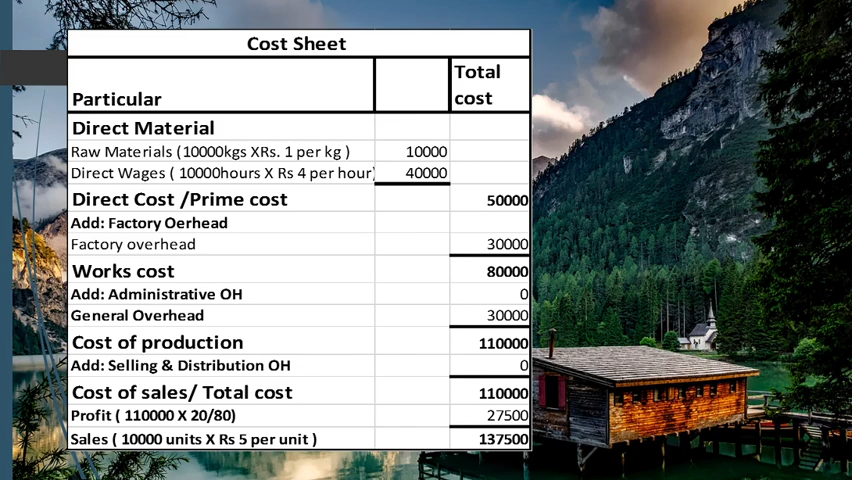 Cost Sheet
Particular Total cost
Direct Material
Raw Materials (10000kgs XRs. 1 per kg ) 10000
Direct Wages ( 10000hours X Rs 4 per hour) 40000
Direct Cost /Prime cost 50000
Add: Factory Oerhead
Factory overhead 30000
Works cost 80000
Add: Administrative OH 0
General Overhead 30000
Cost of production 110000
Add: Selling & Distribution OH 0
Cost of sales/ Total cost 110000
Profit ( 110000 X 20/80) 27500
Sales ( 10000 units X Rs 5 per unit ) 137500